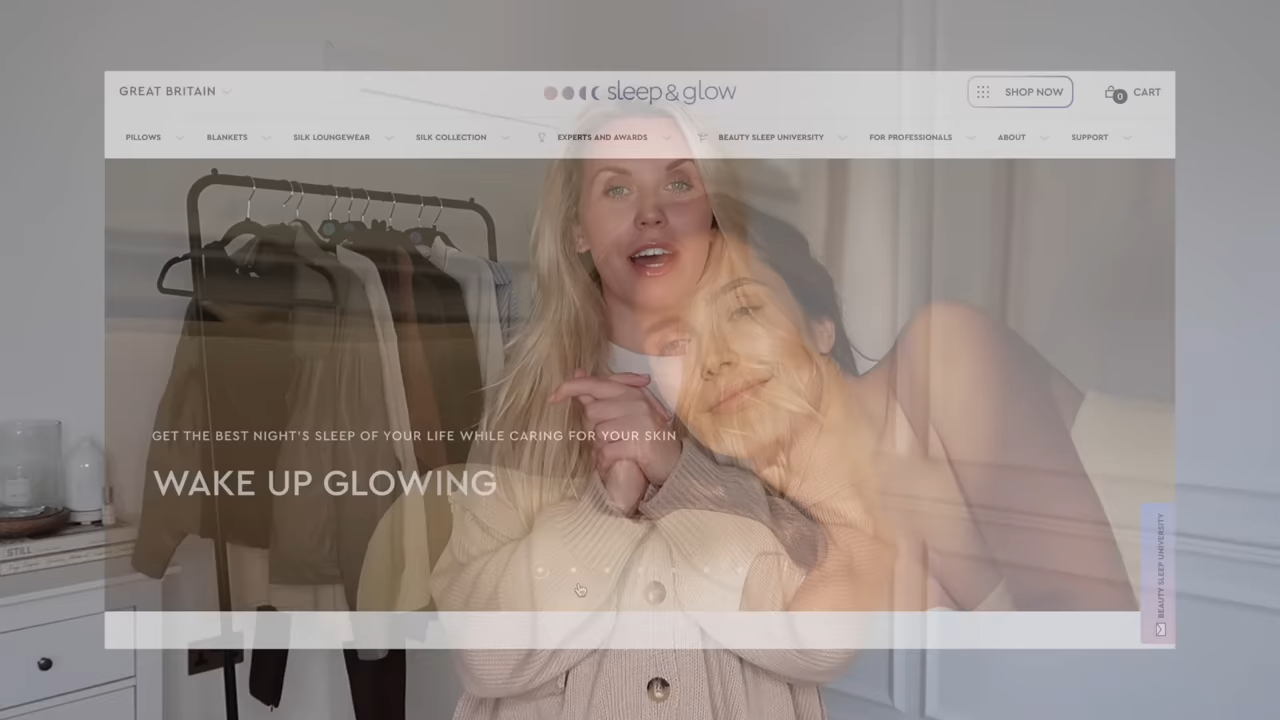 GREAT BRITAIN
sleep & glow
SHOP NOW
0
CART
PILLOWS
BLANKETS
SILK LOUNGEWEAR
SILK COLLECTION
EXPERTS AND AWARDS
BEAUTY SLEEP UNIVERSITY
FOR PROFESSIONALS
ABOUT
SUPPORT
GET THE BEST NIGHT'S SLEEP OF YOUR LIFE WHILE CARING FOR YOUR SKIN
WAKE UP GLOWING
BEAUTY SLEEP UNIVERSITY
STILL